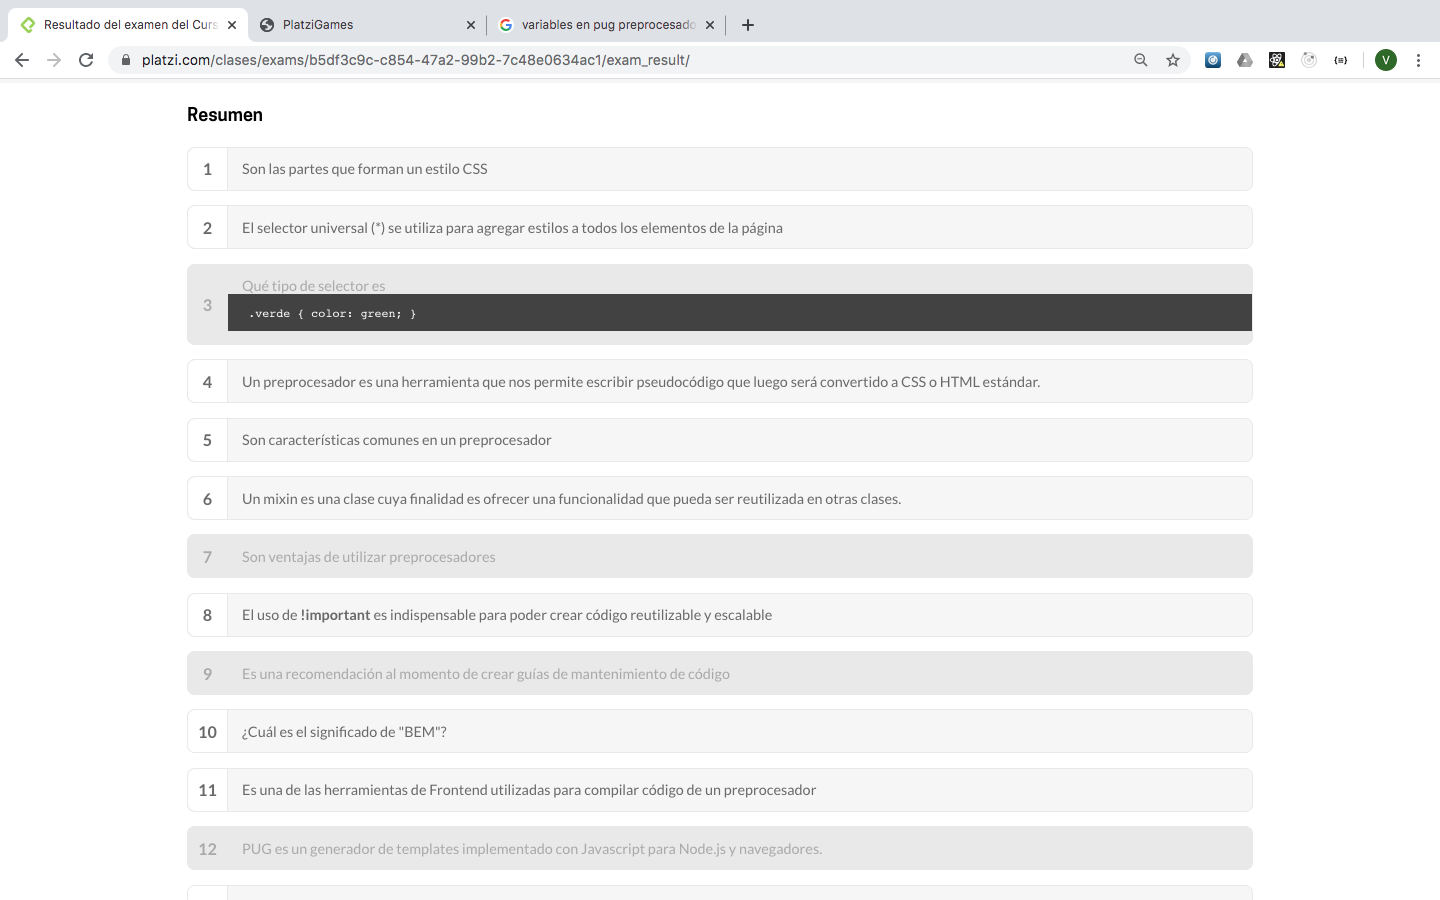 Resultado del examen del Curs
PlatziGames
variables en pug preprocesado
platzi.com/clases/exams/b5df3c9c-c854-47a2-99b2-7c48e0634ac1/exam_result/
V
Resumen
1 Son las partes que forman un estilo CSS
2 El selector universal (*) se utiliza para agregar estilos a todos los elementos de la página
Qué tipo de selector es
3
.verde { color: green; }
4 Un preprocesador es una herramienta que nos permite escribir pseudocódigo que luego será convertido a CSS o HTML estándar.
5 Son características comunes en un preprocesador
6 Un mixin es una clase cuya finalidad es ofrecer una funcionalidad que pueda ser reutilizada en otras clases.
7 Son ventajas de utilizar preprocesadores
8 El uso de !important es indispensable para poder crear código reutilizable y escalable
9 Es una recomendación al momento de crear guías de mantenimiento de código
10 ¿Cuál es el significado de "BEM"?
11 Es una de las herramientas de Frontend utilizadas para compilar código de un preprocesador
12 PUG es un generador de templates implementado con Javascript para Node.js y navegadores.